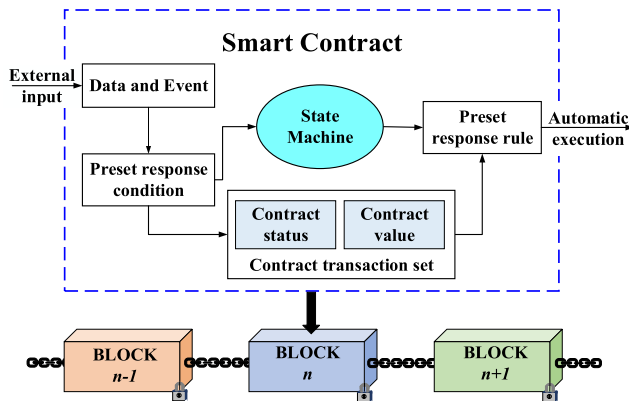 Smart Contract
External
input
Data and Event
State
Machine
Preset
response rule
Automatic
execution
Preset response
condition
Contract
status
Contract
value
Contract transaction set
BLOCK
n-1
BLOCK
n
BLOCK
n+1